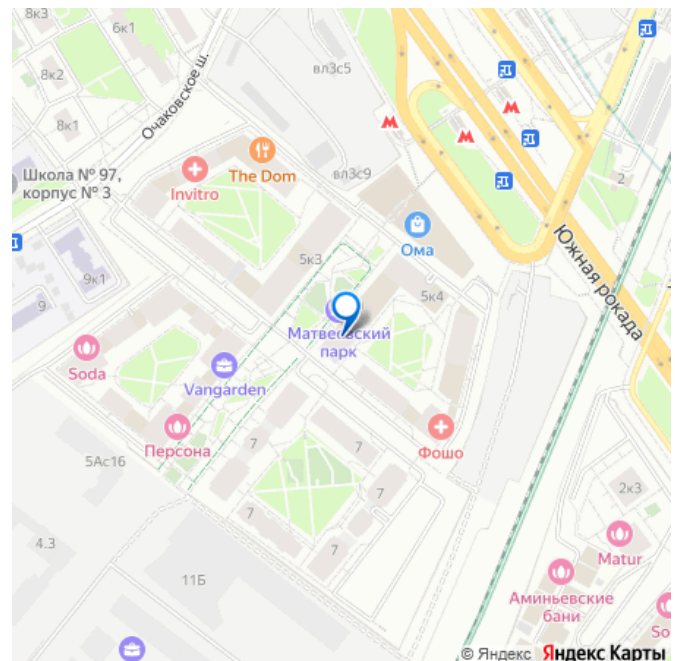 8к3
6к1
8к2
Очаковское ш.
вл3с5
8к1
Школа № 97,
корпус № 3
The Dom
Invitro
вл3с9
2
Ома
Южная рокада
5к3
9к1
5к4
9
Матвеевский
парк
Soda
Vangarden
Персона
Фошо
7
7
5Ас16
7
7
7
2к3
4.3
11Б
Matur
Аминьевские
бани
So
© Яндекс Яндекс Карты